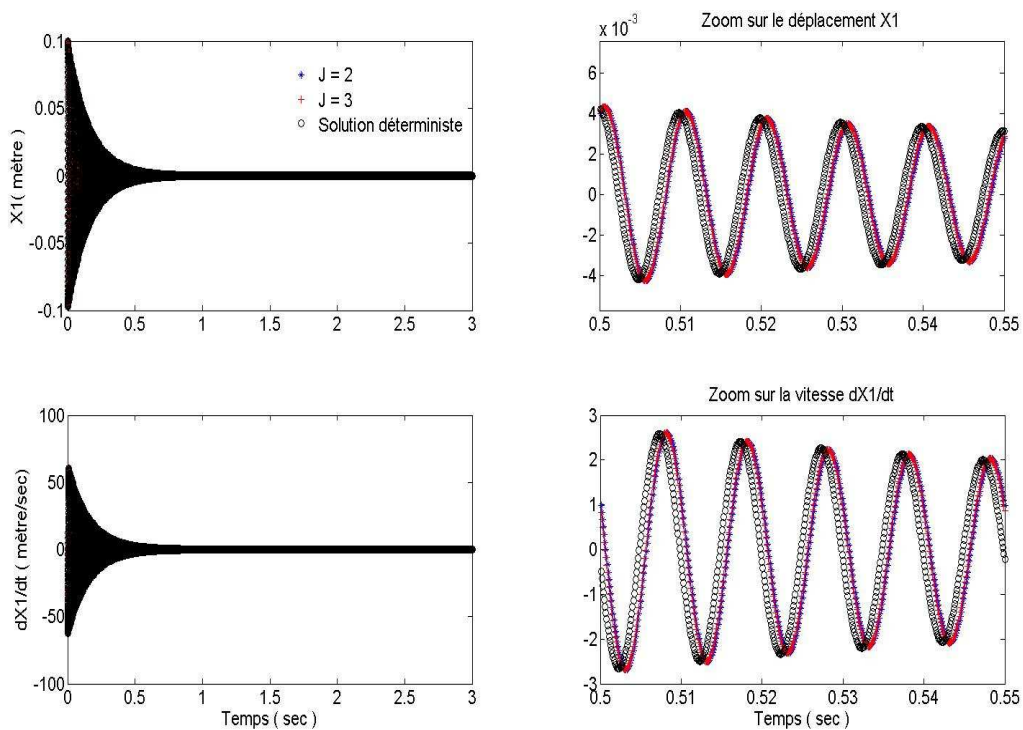 0.1
0.05
0
-0.05
-0.1
X1( mètre )
J = 2
J = 3
Solution déterministe
0 0.5 1 1.5 2 2.5 3
Zoom sur le déplacement X1
x 10⁻³
6
4
2
0
-2
-4
0.5 0.51 0.52 0.53 0.54 0.55
100
50
0
-50
-100
dX1/dt ( mètre/sec)
0 0.5 1 1.5 2 2.5 3
Temps ( sec )
Zoom sur la vitesse dX1/dt
3
2
1
0
-1
-2
-3
0.5 0.51 0.52 0.53 0.54 0.55
Temps ( sec )